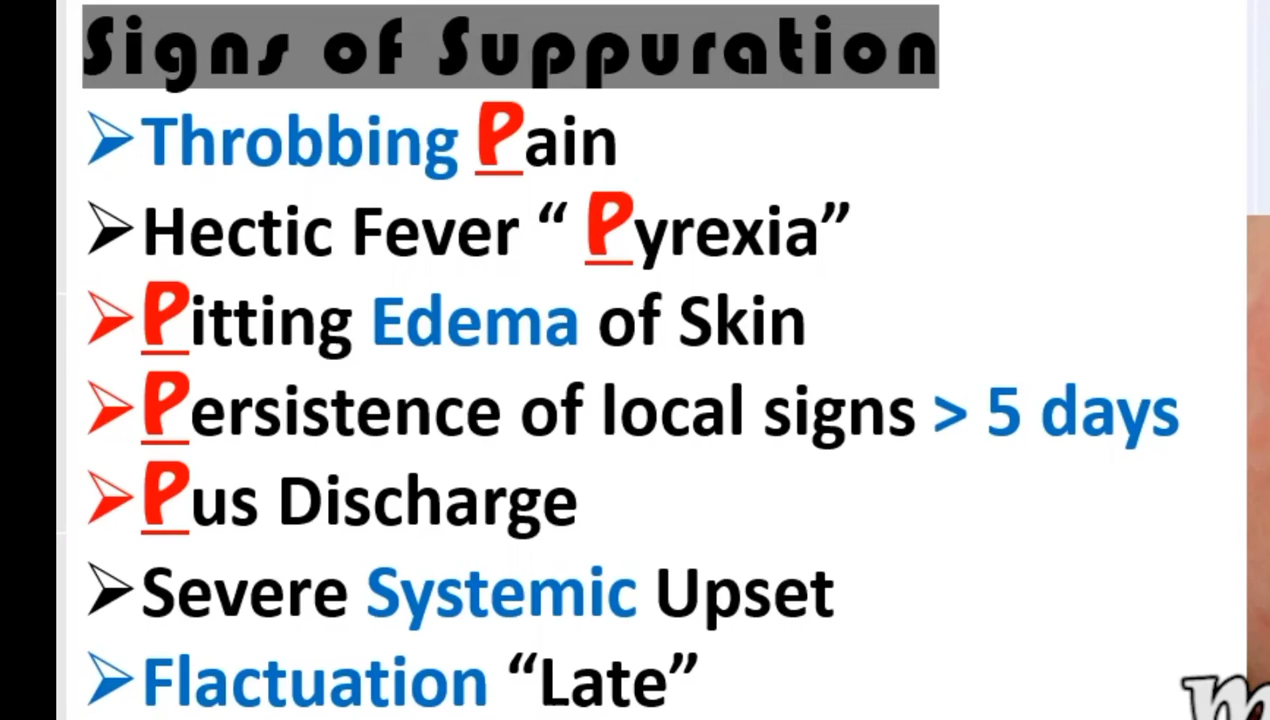 Signs of Suppuration
➢Throbbing Pain
➢Hectic Fever “ Pyrexia”
➢Pitting Edema of Skin
➢Persistence of local signs > 5 days
➢Pus Discharge
➢Severe Systemic Upset
➢Flactuation “Late”